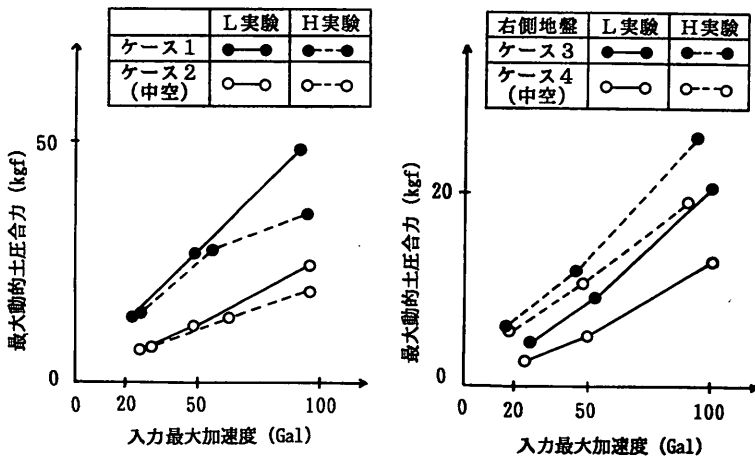 L実験 H実験
ケース1
ケース2
(中空)
50
0
0 20 50 100
最大動的土圧合力 (kgf)
入力最大加速度 (Gal)
右側地盤 L実験 H実験
ケース3
ケース4
(中空)
20
0
0 20 50 100
最大動的土圧合力 (kgf)
入力最大加速度 (Gal)